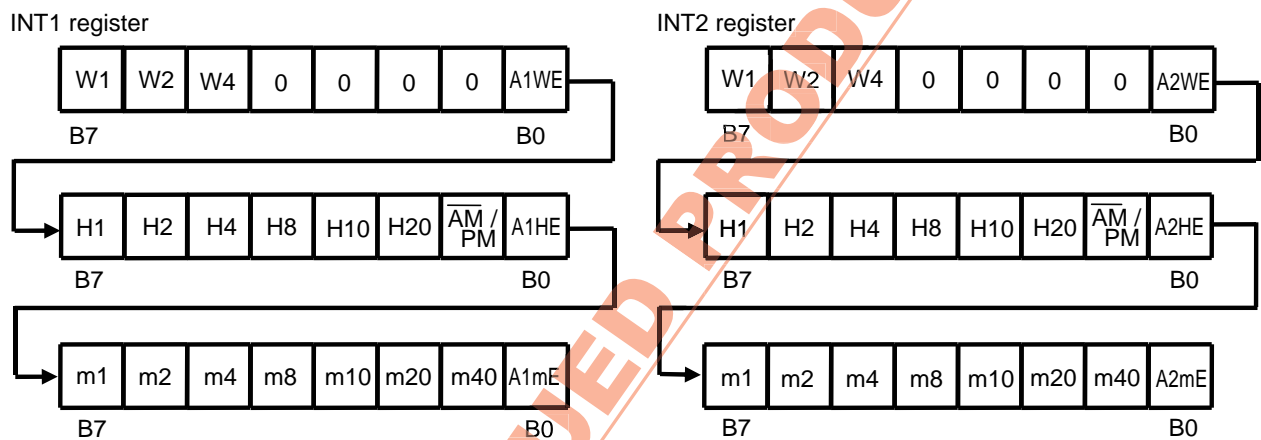 INT1 register
W1 W2 W4 0 0 0 0 A1WE
B7 B0
H1 H2 H4 H8 H10 H20 AM / PM A1HE
B7 B0
m1 m2 m4 m8 m10 m20 m40 A1mE
B7 B0
INT2 register
W1 W2 W4 0 0 0 0 A2WE
B7 B0
H1 H2 H4 H8 H10 H20 AM / PM A2HE
B7 B0
m1 m2 m4 m8 m10 m20 m40 A2mE
B7 B0